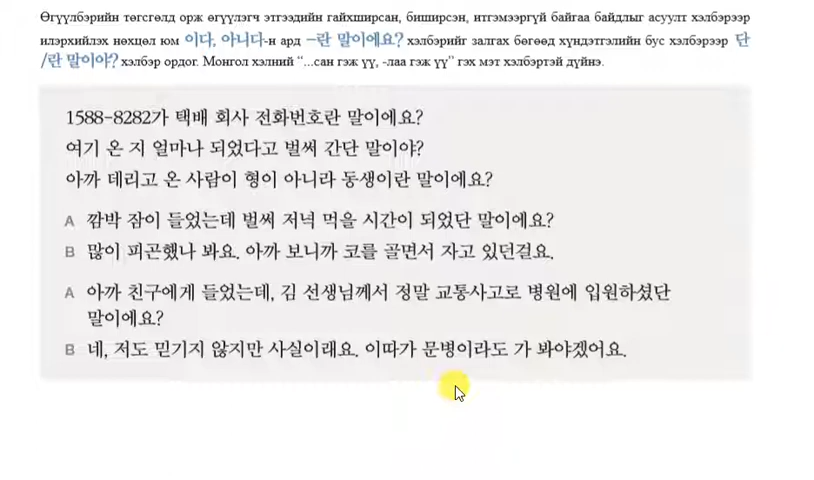 Өгүүлбэрийн төгсгөлд орж өгүүлэгч этгээдийн гайхширсан, биширсэн, итгэмээргүй байгаа байдлыг асуулт хэлбэрээр
илэрхийлэх нөхцөл юм 이다, 아니다-н ард –란 말이에요? хэлбэрийг залгах бөгөөд хүндэтгэлийн бус хэлбэрээр 단
/란 말이야? хэлбэр ордог. Монгол хэлний “...сан гэж үү, -лаа гэж үү” гэх мэт хэлбэртэй дүйнэ.
1588-8282가 택배 회사 전화번호란 말이에요?
여기 온 지 얼마나 되었다고 벌써 간단 말이야?
아까 데리고 온 사람이 형이 아니라 동생이란 말이에요?
A 깜박 잠이 들었는데 벌써 저녁 먹을 시간이 되었단 말이에요?
B 많이 피곤했나 봐요. 아까 보니까 코를 골면서 자고 있던걸요.
A 아까 친구에게 들었는데, 김 선생님께서 정말 교통사고로 병원에 입원하셨단
말이에요?
B 네, 저도 믿기지 않지만 사실이래요. 이따가 문병이라도 가 봐야겠어요.